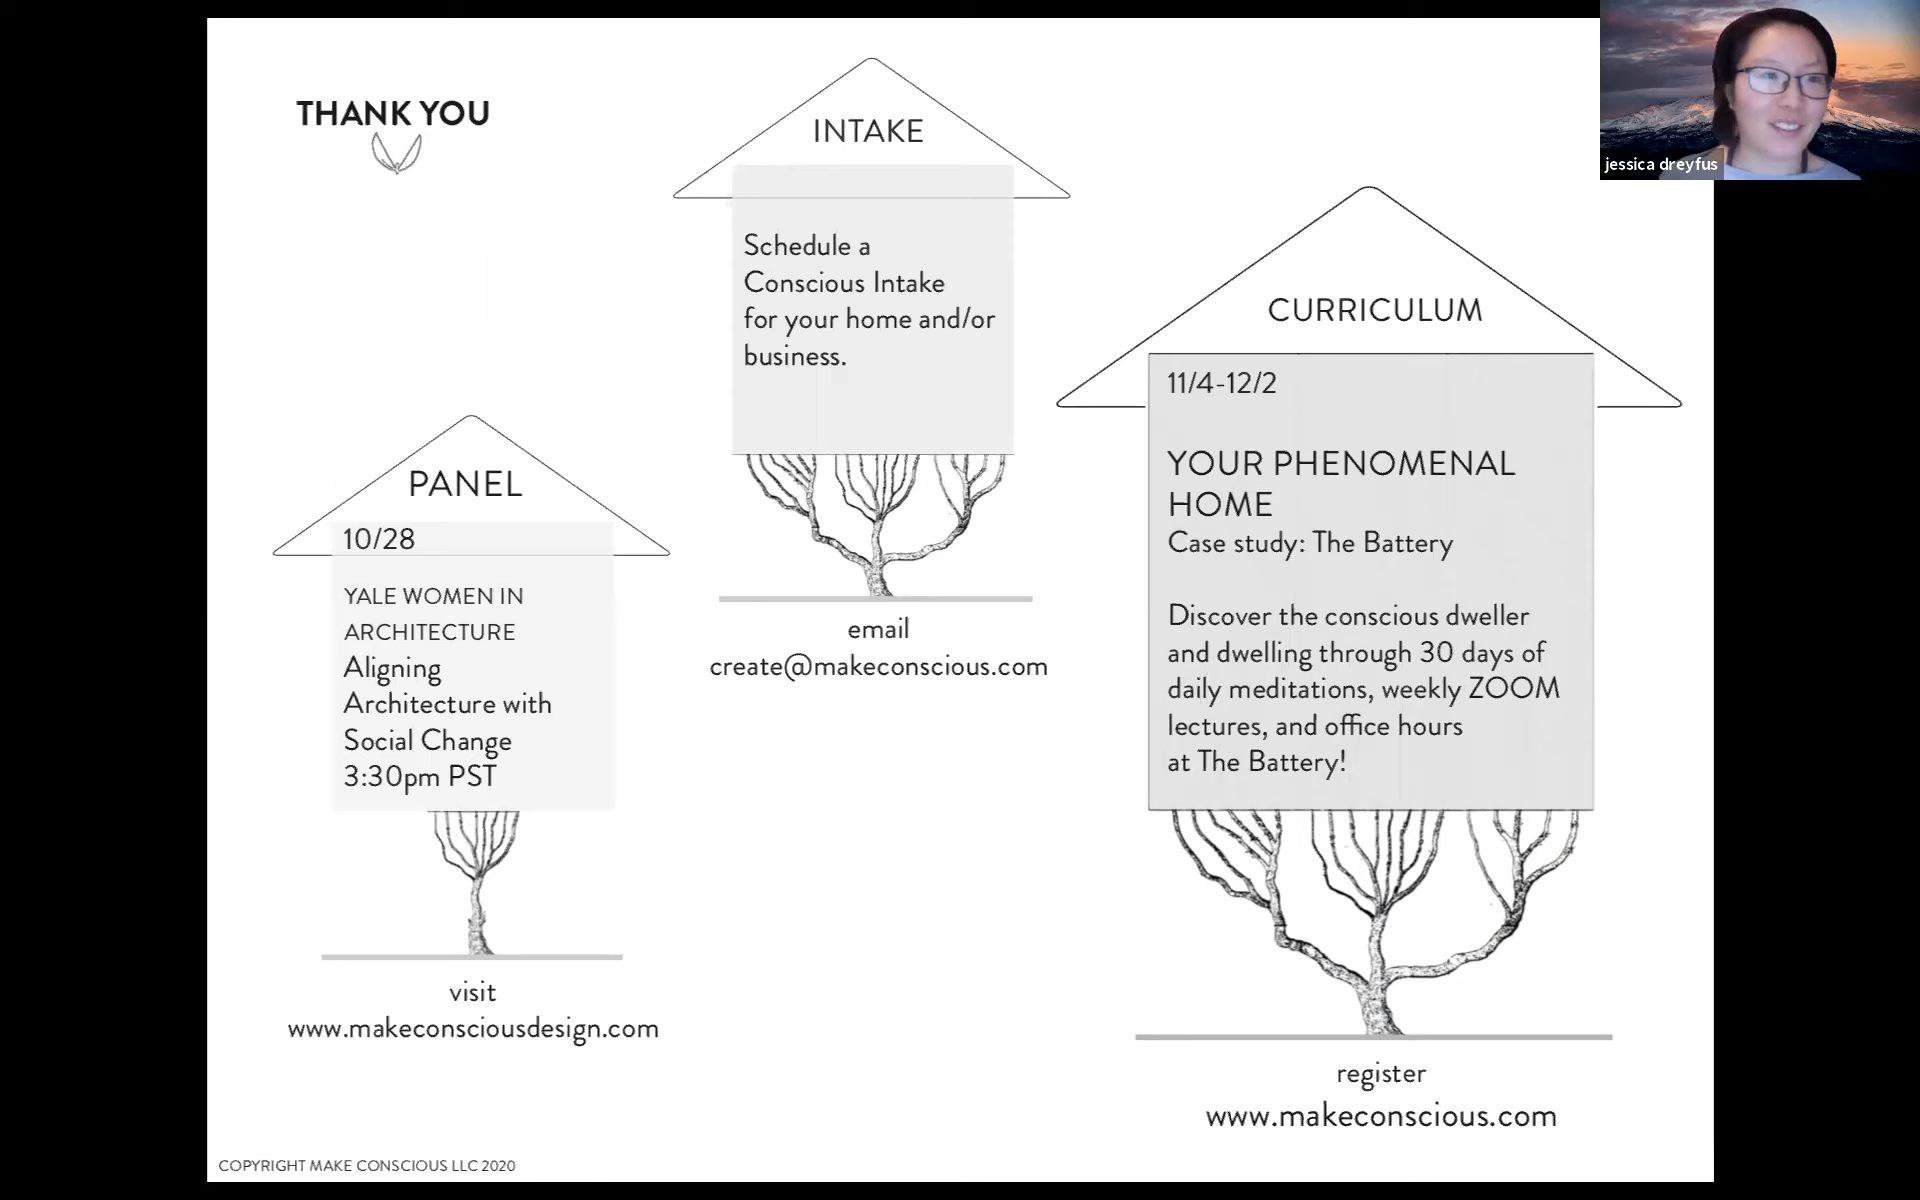 THANK YOU
INTAKE
Schedule a
Conscious Intake
for your home and/or
business.
email
create@makeconscious.com
PANEL
10/28
YALE WOMEN IN
ARCHITECTURE
Aligning
Architecture with
Social Change
3:30pm PST
visit
www.makeconsciousdesign.com
CURRICULUM
11/4-12/2
YOUR PHENOMENAL
HOME
Case study: The Battery
Discover the conscious dweller
and dwelling through 30 days of
daily meditations, weekly ZOOM
lectures, and office hours
at The Battery!
register
www.makeconscious.com
COPYRIGHT MAKE CONSCIOUS LLC 2020
jessica dreyfus